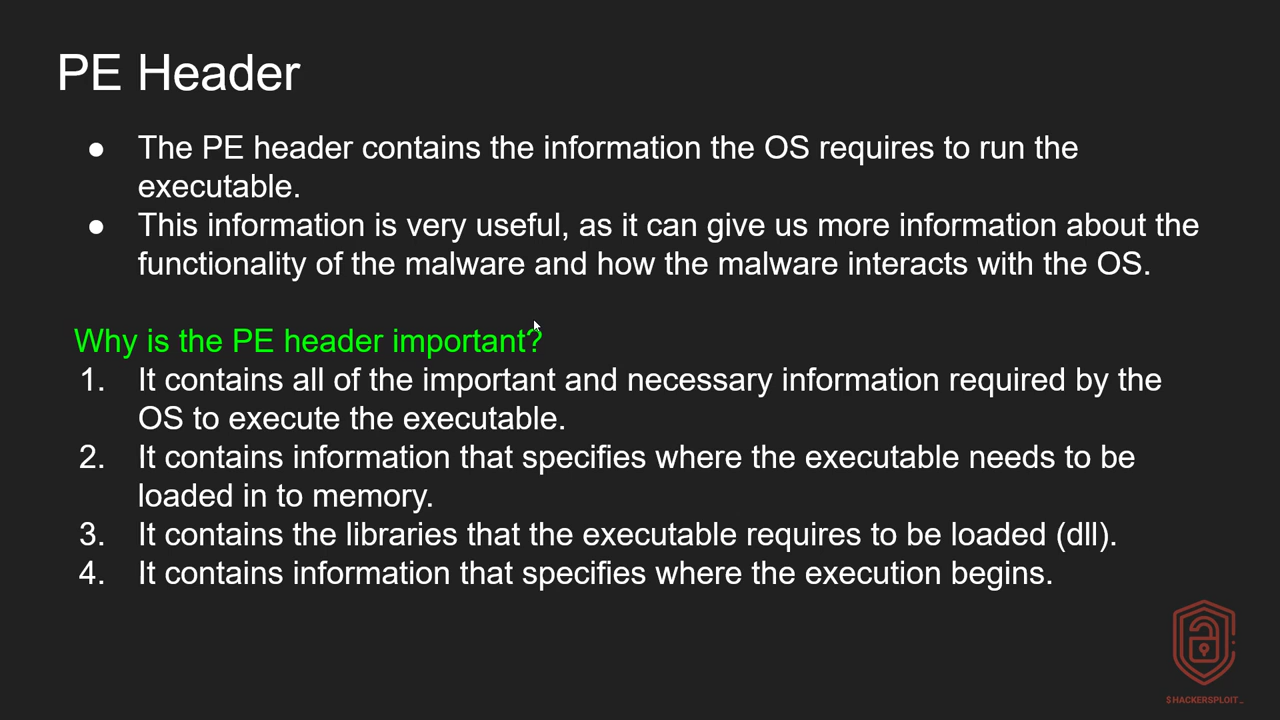 PE Header
● The PE header contains the information the OS requires to run the
executable.
● This information is very useful, as it can give us more information about the
functionality of the malware and how the malware interacts with the OS.
Why is the PE header important?
1. It contains all of the important and necessary information required by the
OS to execute the executable.
2. It contains information that specifies where the executable needs to be
loaded in to memory.
3. It contains the libraries that the executable requires to be loaded (dll).
4. It contains information that specifies where the execution begins.
$HACKERSPLOIT_